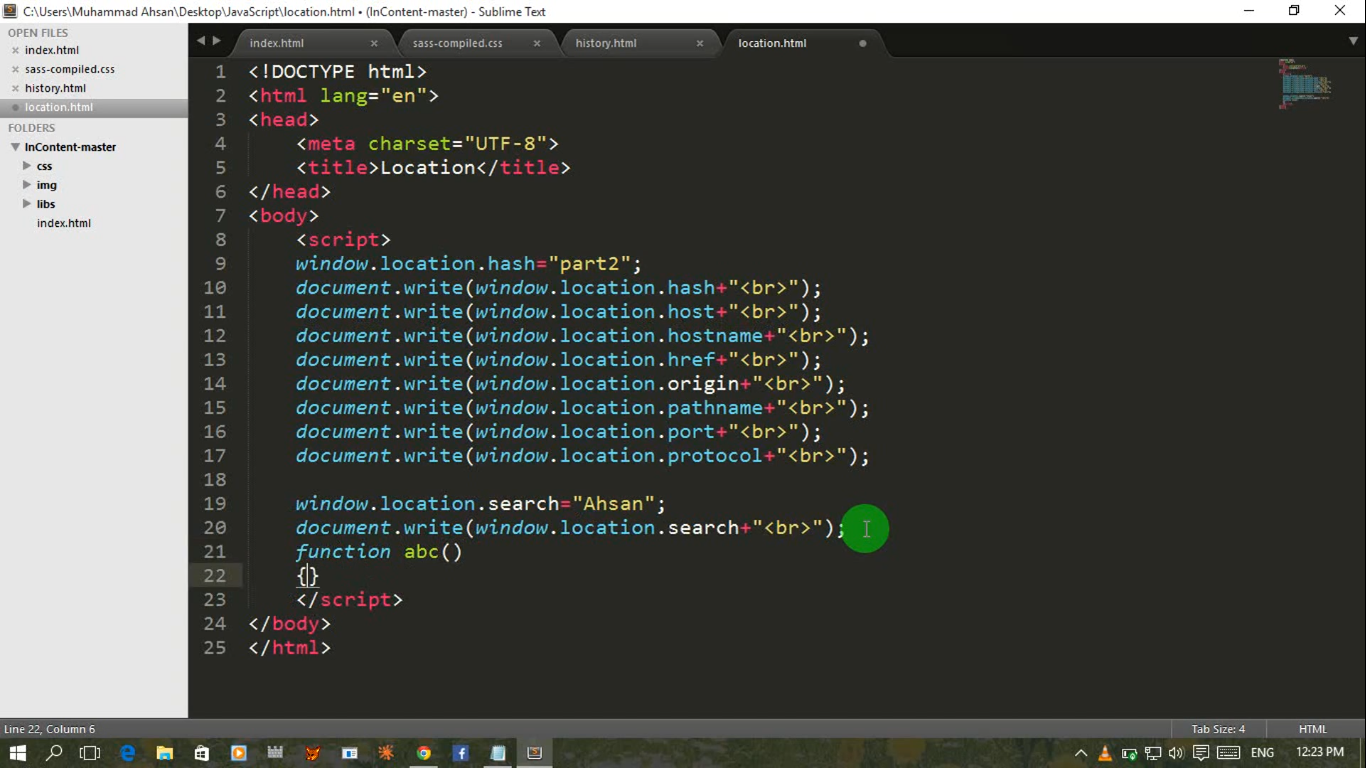 C:\Users\Muhammad Ahsan\Desktop\JavaScript\location.html • (InContent-master) - Sublime Text
OPEN FILES
index.html
sass-compiled.css
history.html
location.html
FOLDERS
InContent-master
css
img
libs
index.html
index.html sass-compiled.css history.html location.html
1 <!DOCTYPE html>
2 <html lang="en">
3 <head>
4 <meta charset="UTF-8">
5 <title>Location</title>
6 </head>
7 <body>
8 <script>
9 window.location.hash="part2";
10 document.write(window.location.hash+"<br>");
11 document.write(window.location.host+"<br>");
12 document.write(window.location.hostname+"<br>");
13 document.write(window.location.href+"<br>");
14 document.write(window.location.origin+"<br>");
15 document.write(window.location.pathname+"<br>");
16 document.write(window.location.port+"<br>");
17 document.write(window.location.protocol+"<br>");
18
19 window.location.search="Ahsan";
20 document.write(window.location.search+"<br>");
21 function abc()
22 {}
23 </script>
24 </body>
25 </html>
Line 22, Column 6 Tab Size: 4 HTML
ENG 12:23 PM